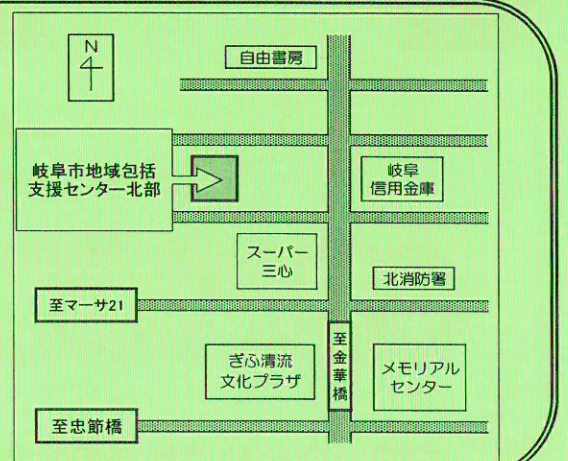 N
自由書房
岐阜市地域包括
支援センター北部
岐阜
信用金庫
スーパー
三心
北消防署
至マーサ21
至金華橋
ぎふ清流
文化プラザ
メモリアル
センター
至忠節橋